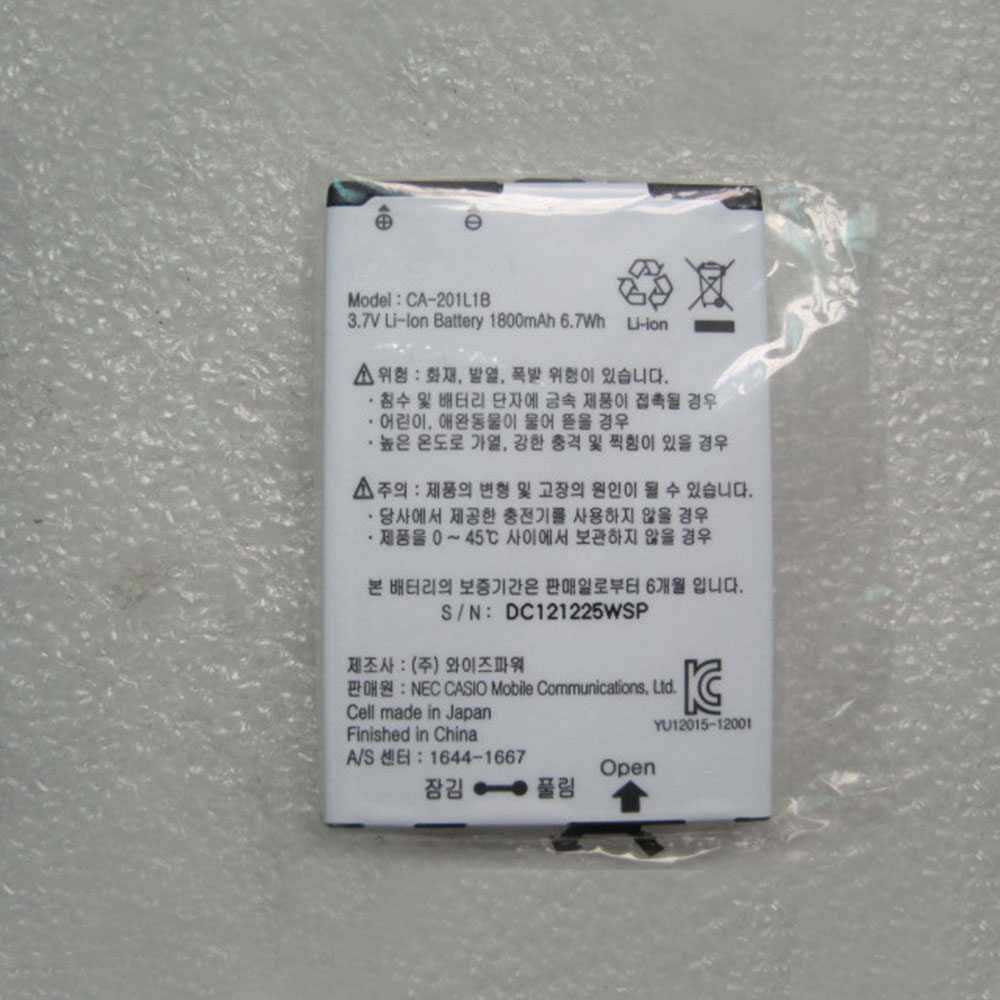 Li-ion
Model : CA-201L1B
3.7V Li-Ion Battery 1800mAh 6.7Wh
위험 : 화재, 발열, 폭발 위험이 있습니다.
· 침수 및 배터리 단자에 금속 제품이 접촉될 경우
· 어린이, 애완동물이 물어 뜯을 경우
· 높은 온도로 가열, 강한 충격 및 찍힘이 있을 경우
주의 : 제품의 변형 및 고장의 원인이 될 수 있습니다.
· 당사에서 제공한 충전기를 사용하지 않을 경우
· 제품을 0 ~ 45℃ 사이에서 보관하지 않을 경우
본 배터리의 보증기간은 판매일로부터 6개월 입니다.
S / N : DC121225WSP
제조사 : (주) 와이즈파워
판매원 : NEC CASIO Mobile Communications, Ltd.
Cell made in Japan
YU12015-12001
Finished in China
A/S 센터 : 1644-1667
Open
잠김 풀림